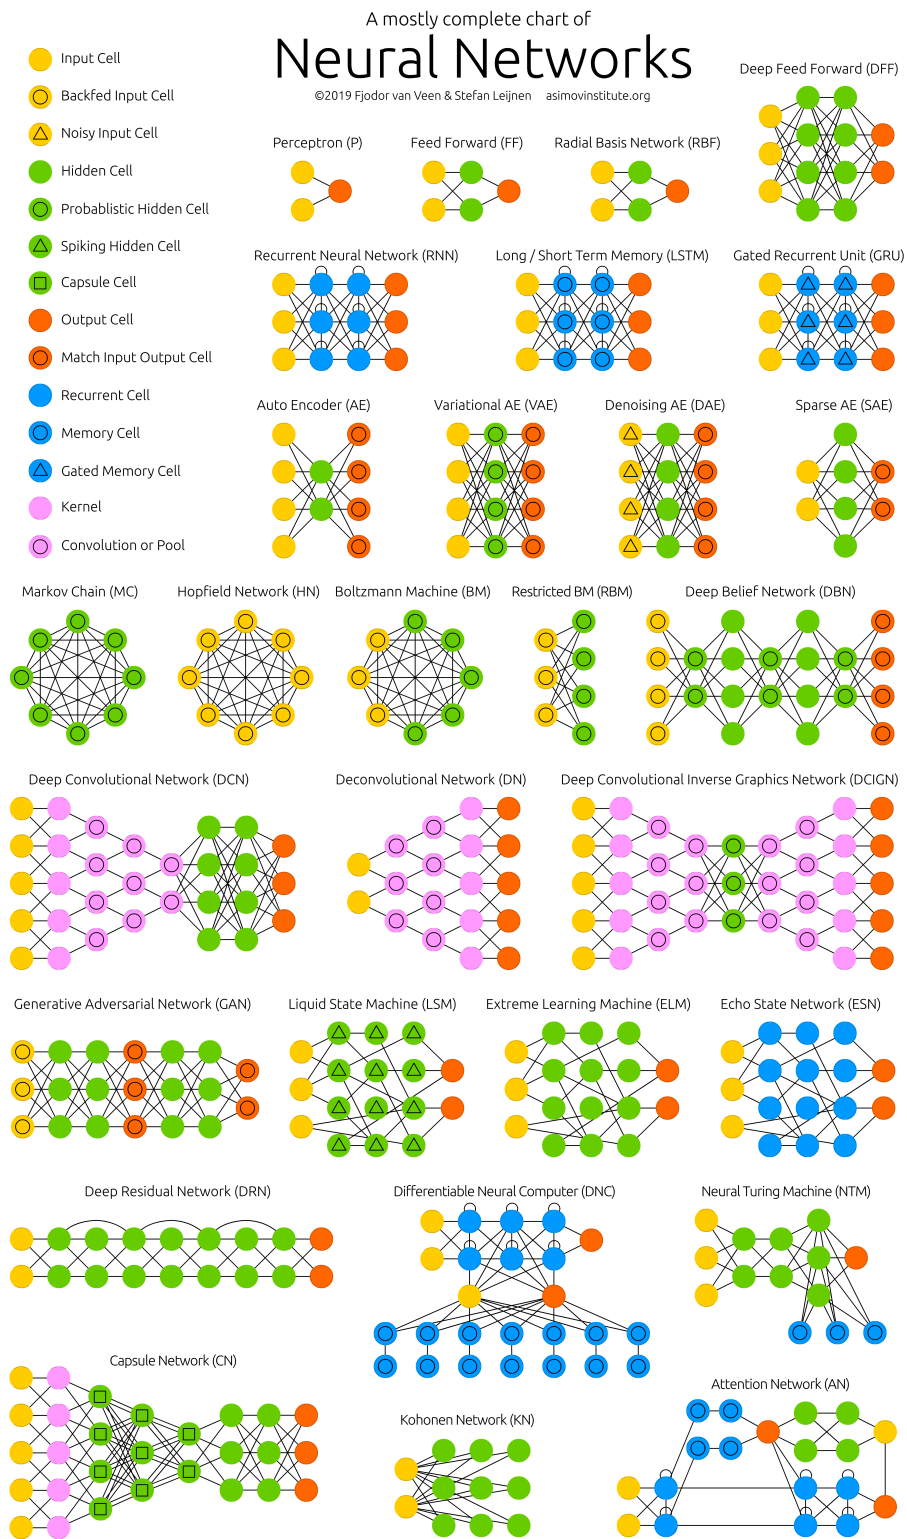 A mostly complete chart of
Neural Networks
©2019 Fjodor van Veen & Stefan Leijnen asimovinstitute.org
Input Cell
Backfed Input Cell
Noisy Input Cell
Hidden Cell
Probablistic Hidden Cell
Spiking Hidden Cell
Capsule Cell
Output Cell
Match Input Output Cell
Recurrent Cell
Memory Cell
Gated Memory Cell
Kernel
Convolution or Pool
Deep Feed Forward (DFF)
Perceptron (P)
Feed Forward (FF)
Radial Basis Network (RBF)
Recurrent Neural Network (RNN)
Long / Short Term Memory (LSTM)
Gated Recurrent Unit (GRU)
Auto Encoder (AE)
Variational AE (VAE)
Denoising AE (DAE)
Sparse AE (SAE)
Markov Chain (MC)
Hopfield Network (HN)
Boltzmann Machine (BM)
Restricted BM (RBM)
Deep Belief Network (DBN)
Deep Convolutional Network (DCN)
Deconvolutional Network (DN)
Deep Convolutional Inverse Graphics Network (DCIGN)
Generative Adversarial Network (GAN)
Liquid State Machine (LSM)
Extreme Learning Machine (ELM)
Echo State Network (ESN)
Deep Residual Network (DRN)
Differentiable Neural Computer (DNC)
Neural Turing Machine (NTM)
Capsule Network (CN)
Kohonen Network (KN)
Attention Network (AN)